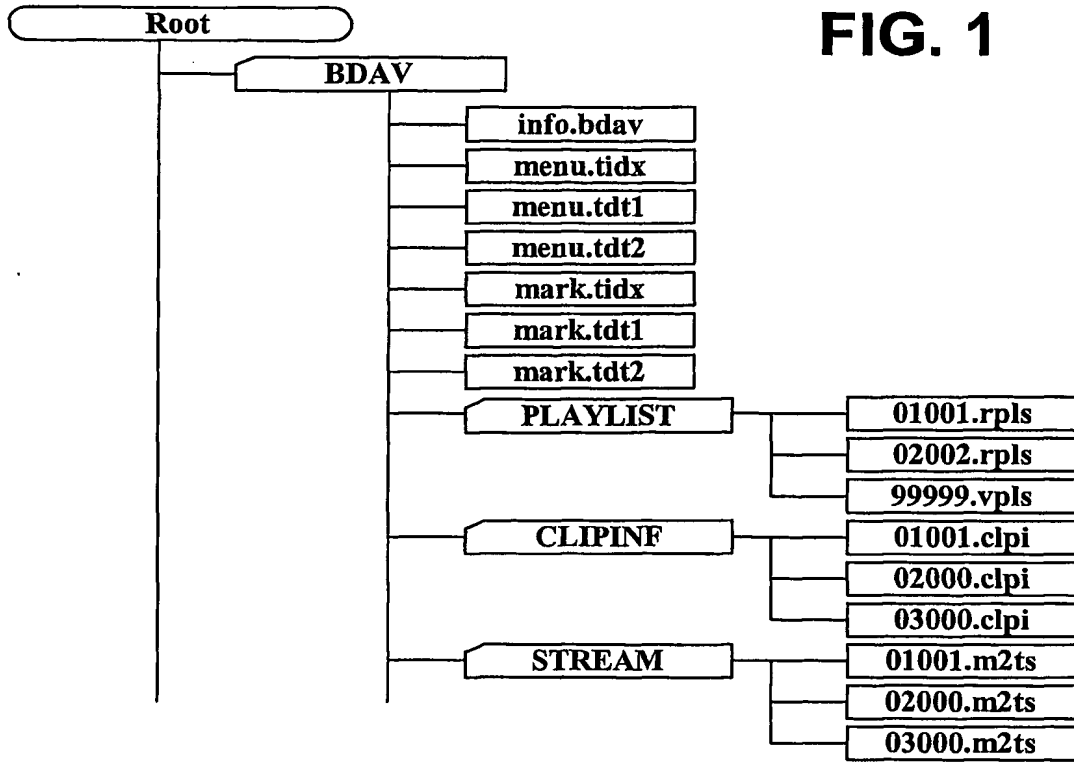 FIG. 1
Root
BDAV
info.bdav
menu.tidx
menu.tdt1
menu.tdt2
mark.tidx
mark.tdt1
mark.tdt2
PLAYLIST
01001.rpls
02002.rpls
99999.vpls
CLIPINF
01001.clpi
02000.clpi
03000.clpi
STREAM
01001.m2ts
02000.m2ts
03000.m2ts